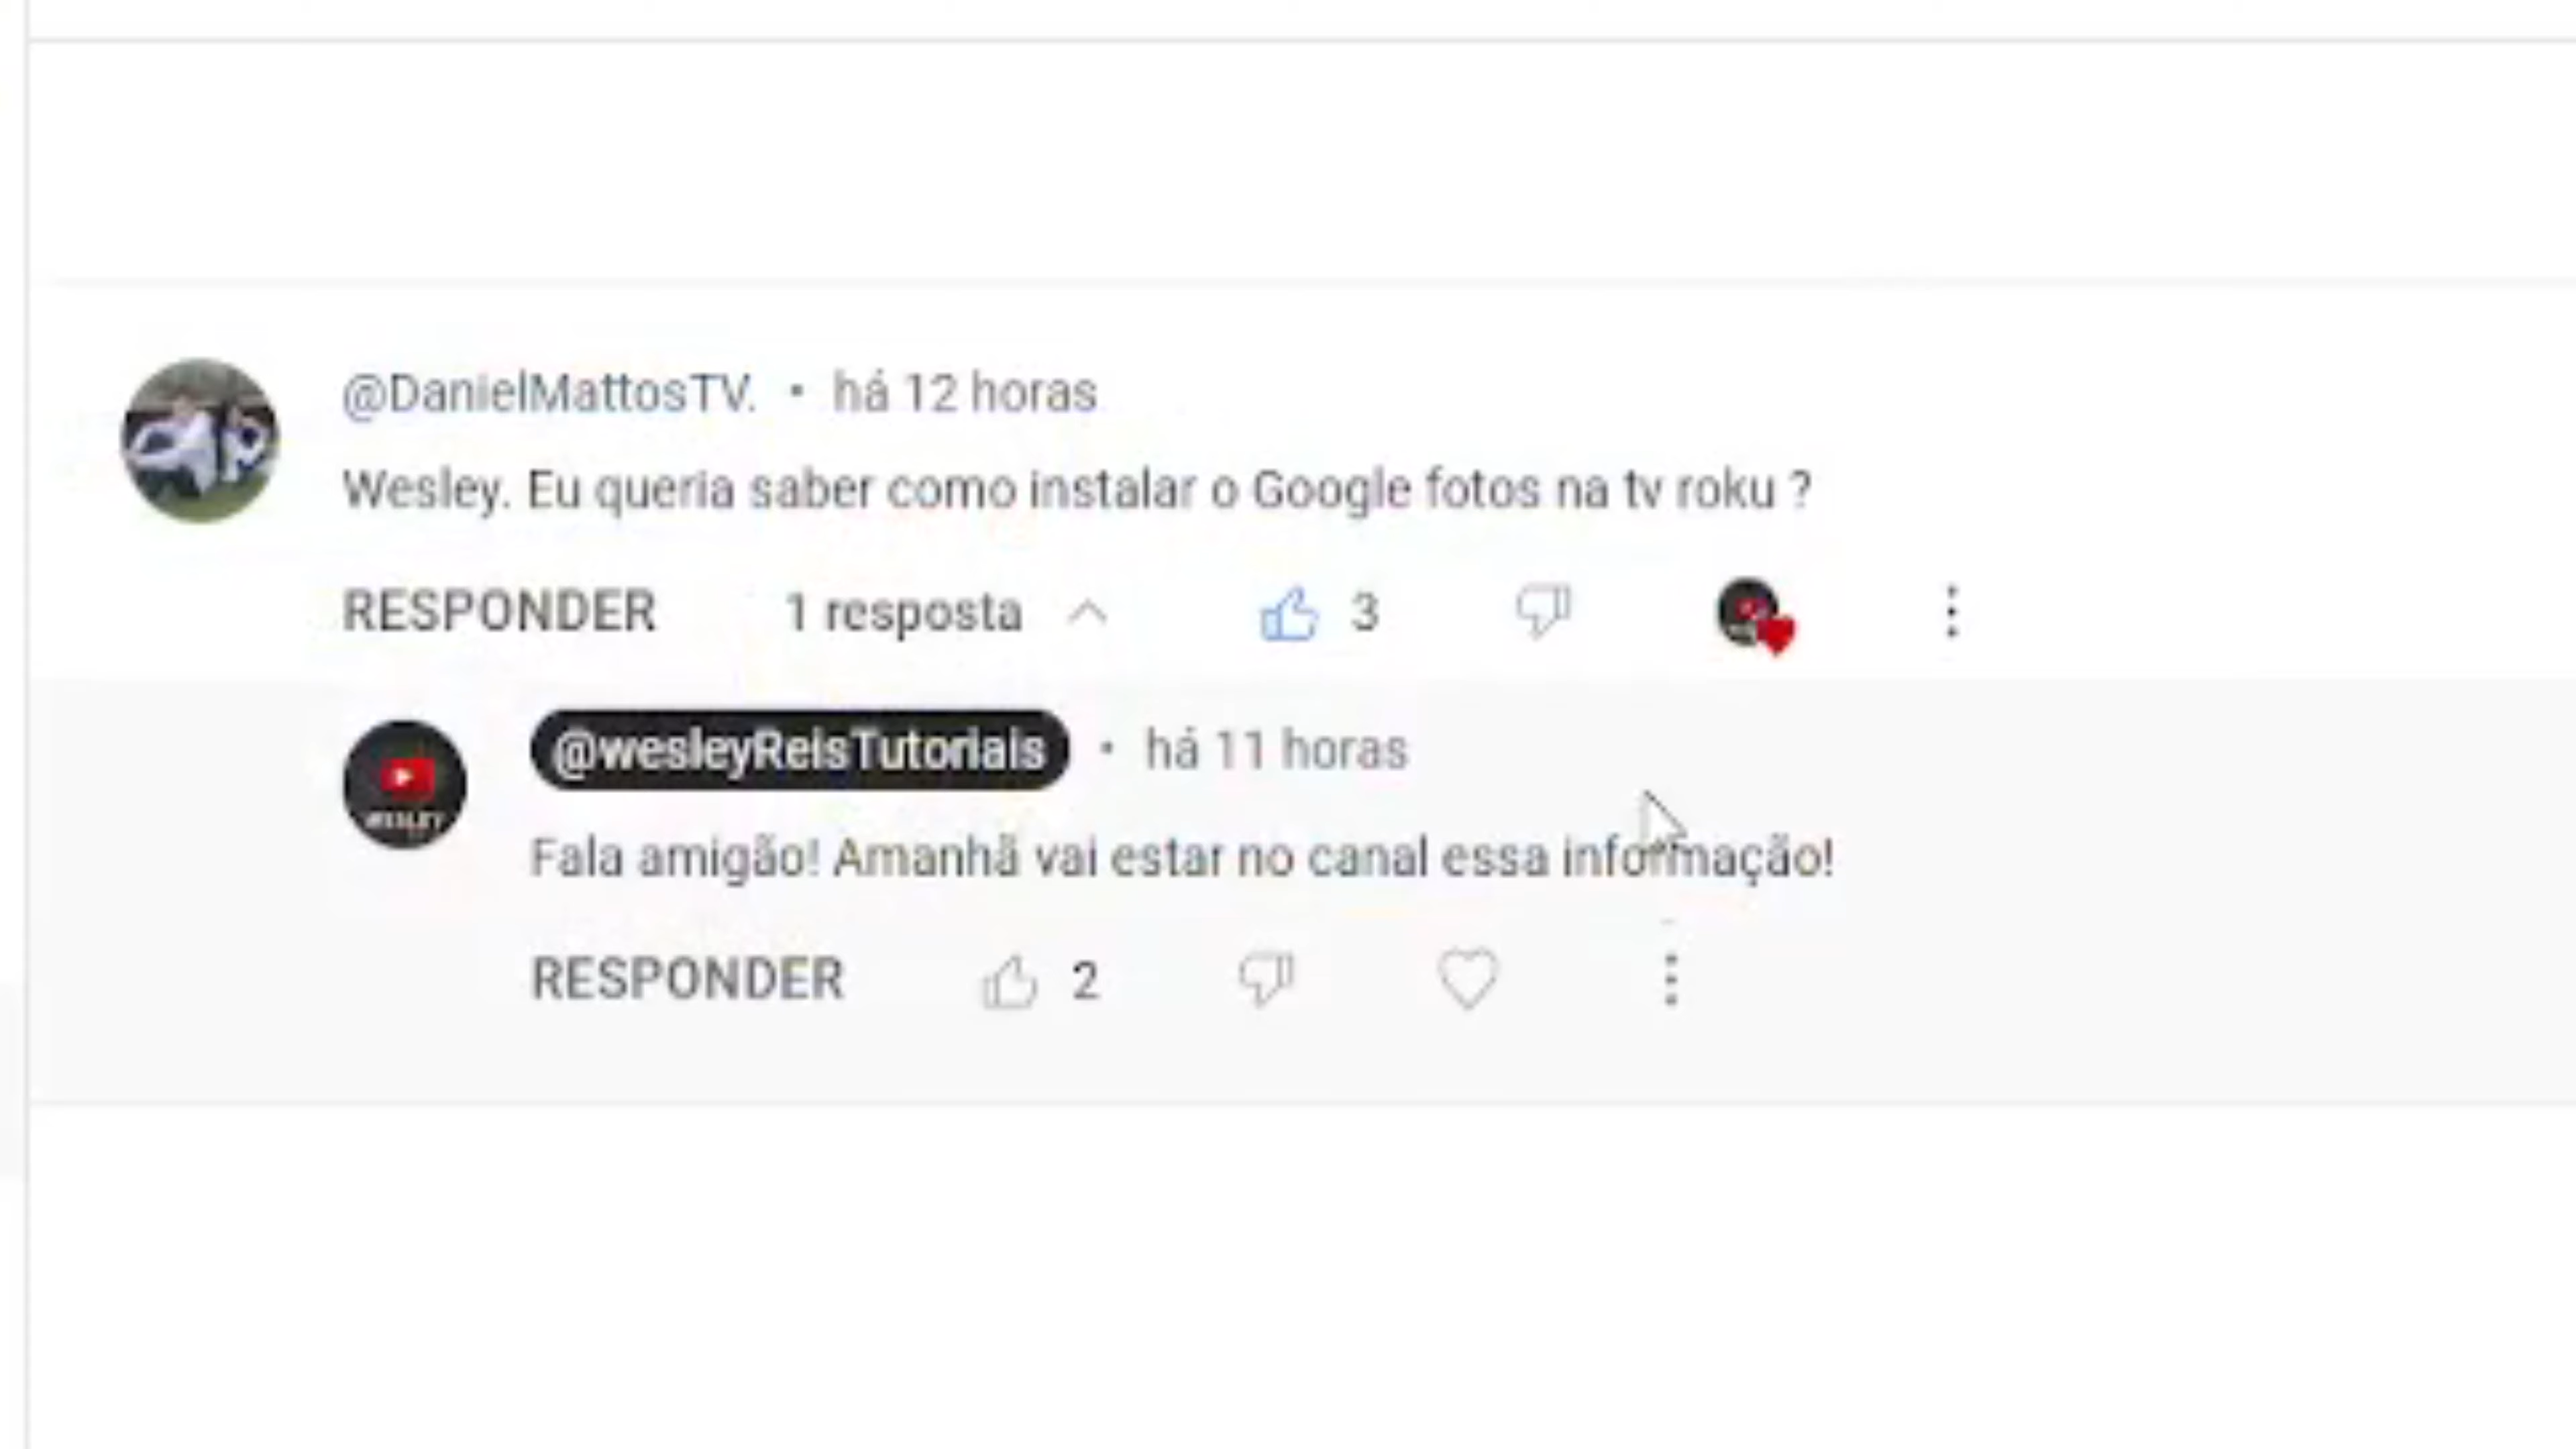 @DanielMattosTV. • há 12 horas
Wesley. Eu queria saber como instalar o Google fotos na tv roku ?
RESPONDER 1 resposta 3
@wesleyReisTutoriais • há 11 horas
WESLEY
Fala amigão! Amanhã vai estar no canal essa informação!
RESPONDER 2